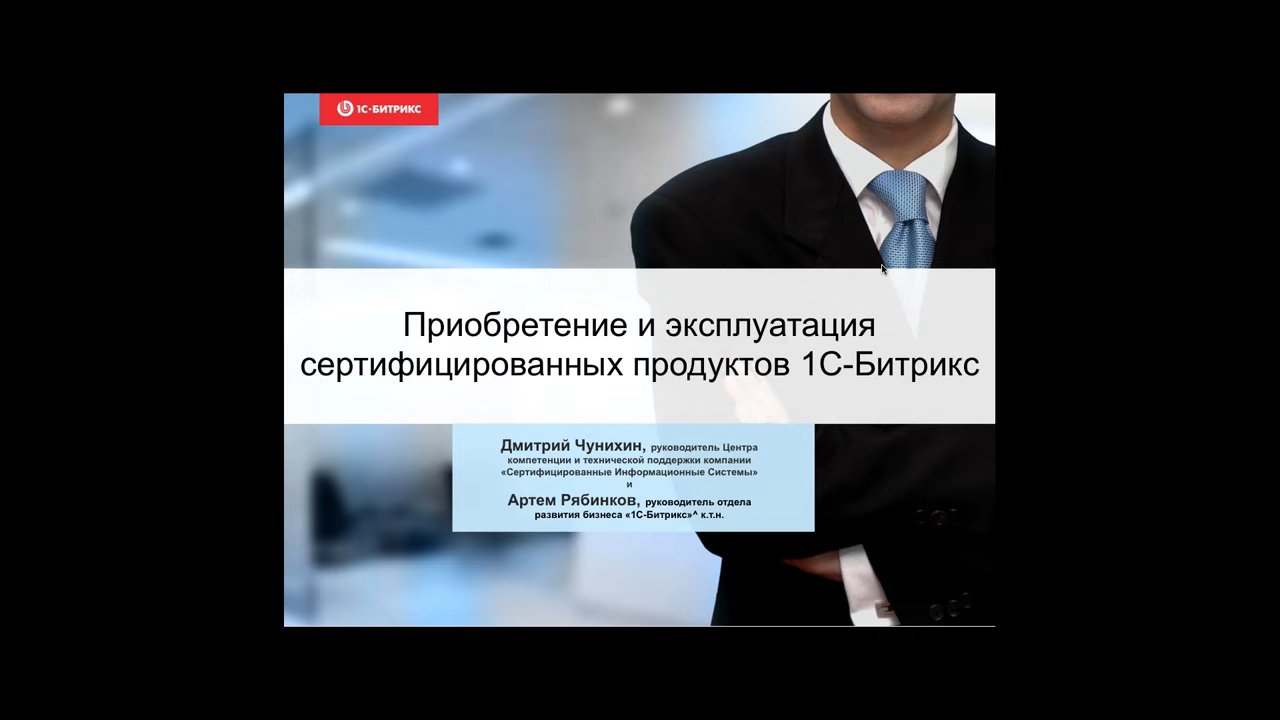 1С-БИТРИКС
Приобретение и эксплуатация
сертифицированных продуктов 1С-Битрикс
Дмитрий Чунихин, руководитель Центра
компетенции и технической поддержки компании
«Сертифицированные Информационные Системы»
и
Артем Рябинков, руководитель отдела
развития бизнеса «1С-Битрикс»^ к.т.н.